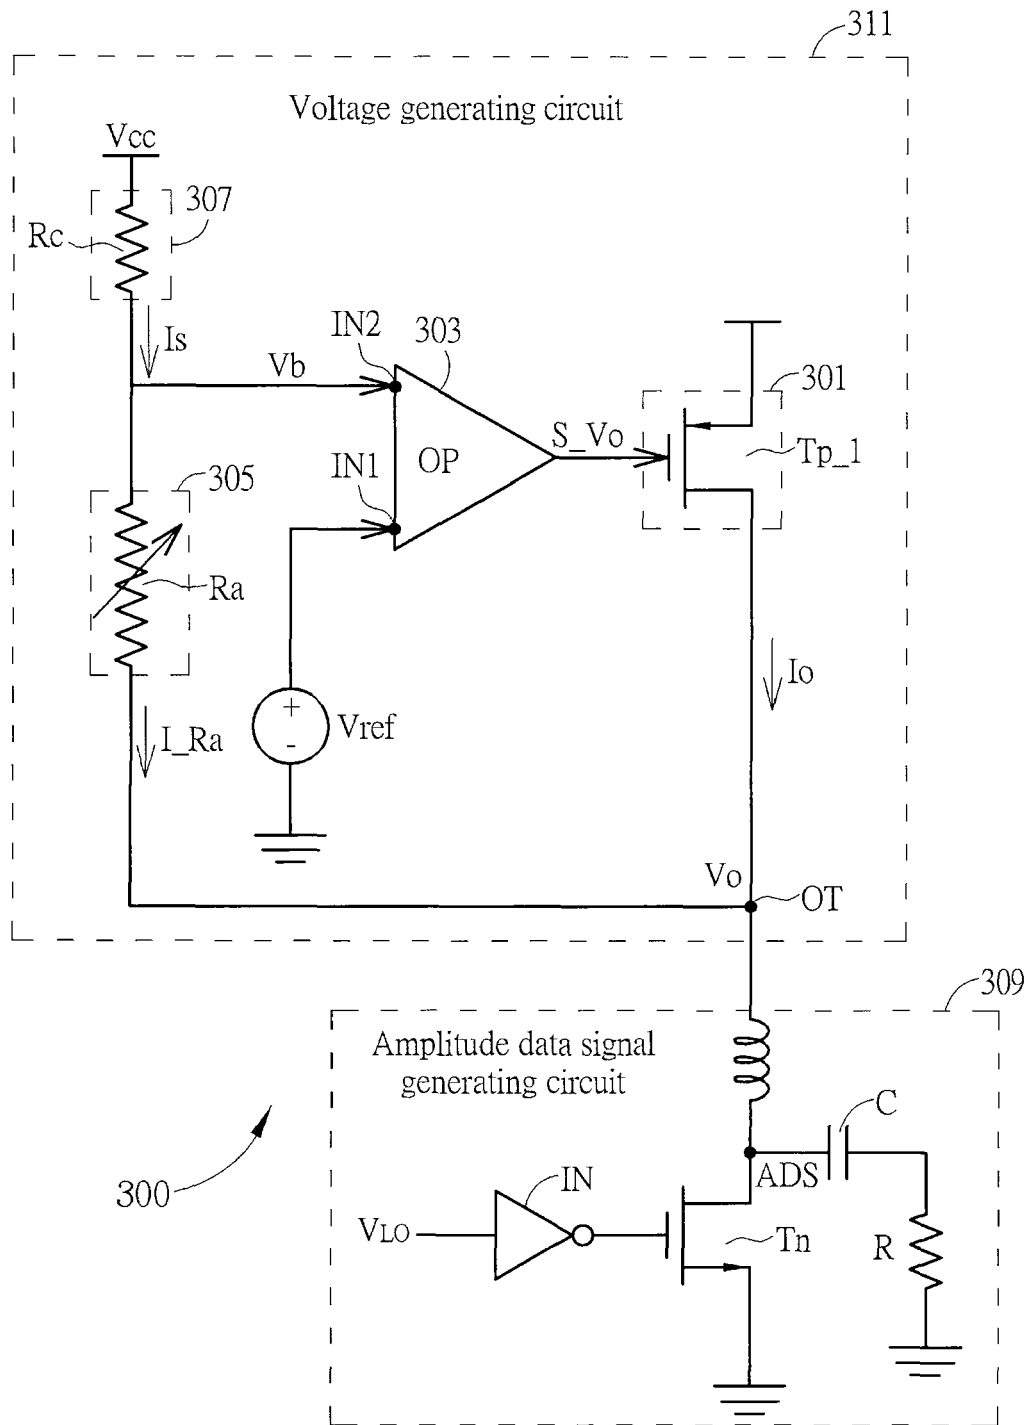 311
Voltage generating circuit
Vcc
307
Rc
Is
Vb
IN2
303
301
S_Vo
Tp_1
OP
IN1
305
Ra
Io
Vref
+
-
I_Ra
Vo
OT
309
Amplitude data signal
generating circuit
C
ADS
300
IN
VLO
Tn
R